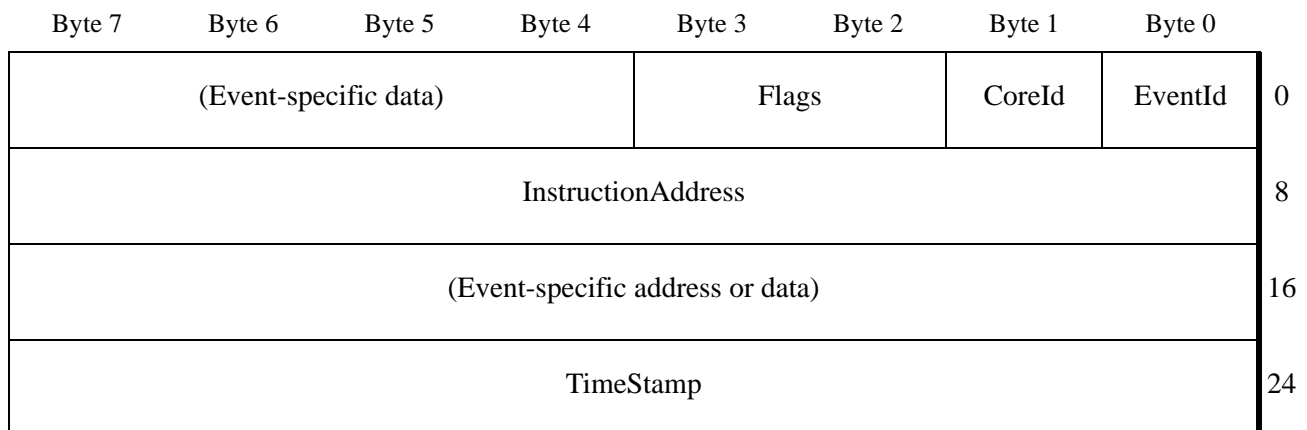 Byte 7 Byte 6 Byte 5 Byte 4 Byte 3 Byte 2 Byte 1 Byte 0
(Event-specific data) Flags CoreId EventId 0
InstructionAddress 8
(Event-specific address or data) 16
TimeStamp 24